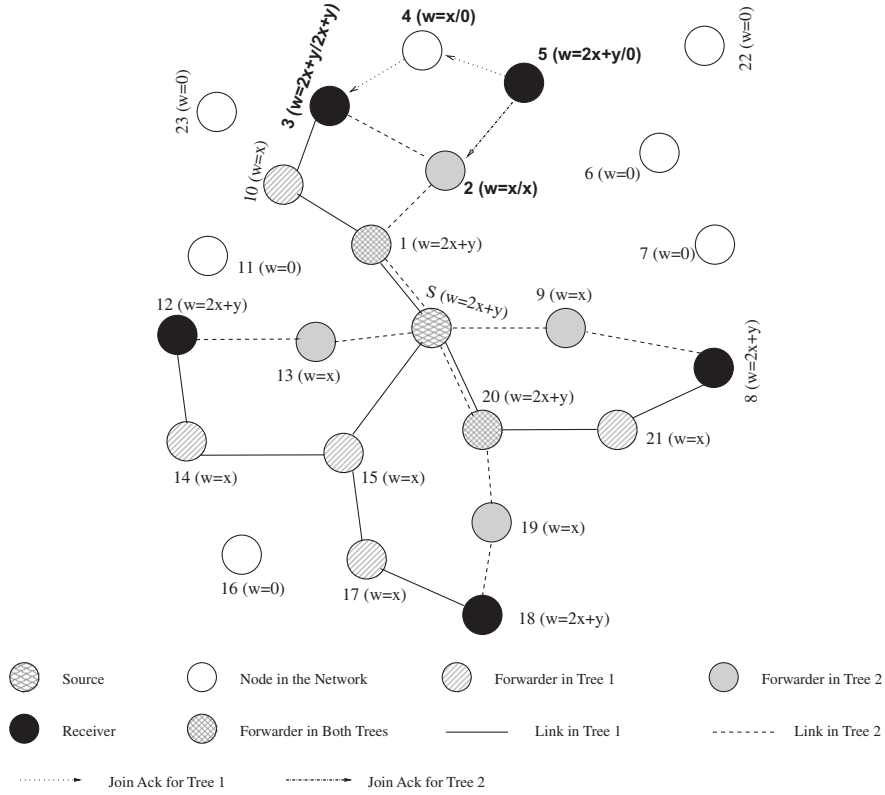 4 (w=x/0)
5 (w=2x+y/0)
22 (w=0)
3 (w=2x+y/2x+y)
23 (w=0)
10 (w=x)
2 (w=x/x)
6 (w=0)
1 (w=2x+y)
7 (w=0)
11 (w=0)
S (w=2x+y)
9 (w=x)
12 (w=2x+y)
13 (w=x)
8 (w=2x+y)
20 (w=2x+y)
21 (w=x)
14 (w=x)
15 (w=x)
19 (w=x)
16 (w=0)
17 (w=x)
18 (w=2x+y)
Source
Node in the Network
Forwarder in Tree 1
Forwarder in Tree 2
Receiver
Forwarder in Both Trees
Link in Tree 1
Link in Tree 2
Join Ack for Tree 1
Join Ack for Tree 2